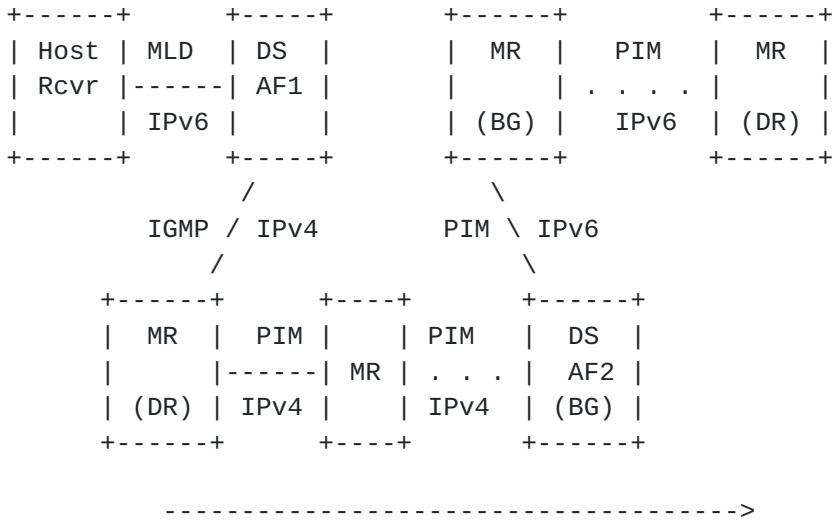 +------+       +-----+        +------+          +------+
| Host | MLD  | DS  |        |  MR  |   PIM    |  MR  |
| Rcvr |------| AF1 |        |      | . . . . |      |
|      | IPv6 |     |        | (BG) |   IPv6  | (DR) |
+------+      +-----+        +------+          +------+
/                \
IGMP / IPv4        PIM \ IPv6
/                    \
+------+      +----+       +------+
|  MR  |  PIM |    | PIM   |  DS  |
|      |------| MR | . . . |  AF2 |
| (DR) | IPv4 |    | IPv4  | (BG) |
+------+      +----+       +------+
------------------------------------->